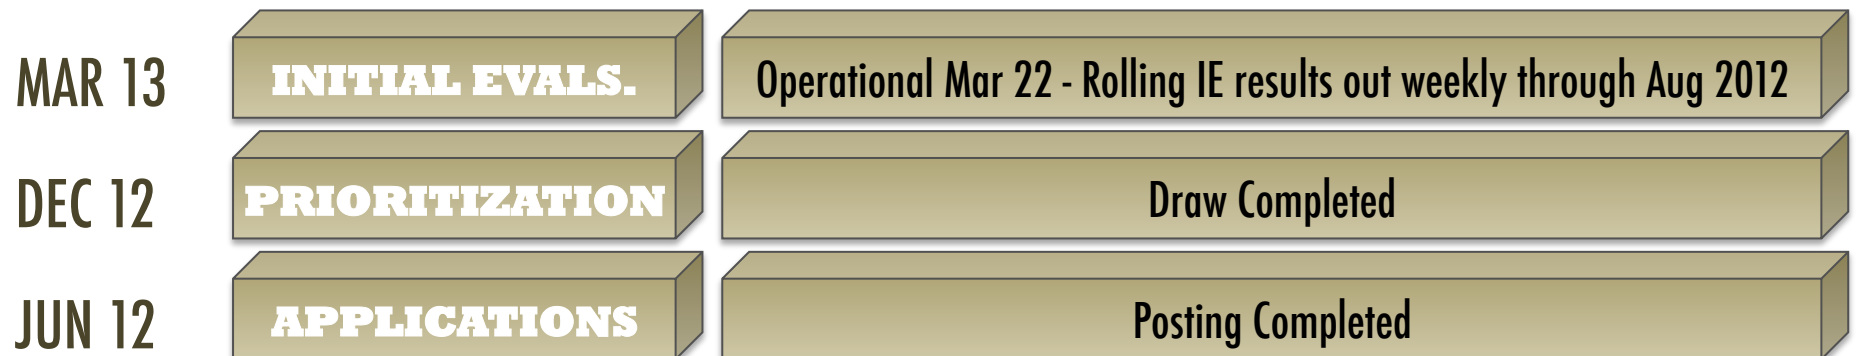 MAR 13 INITIAL EVALS. Operational Mar 22 - Rolling IE results out weekly through Aug 2012
DEC 12 PRIORITIZATION Draw Completed
JUN 12 APPLICATIONS Posting Completed